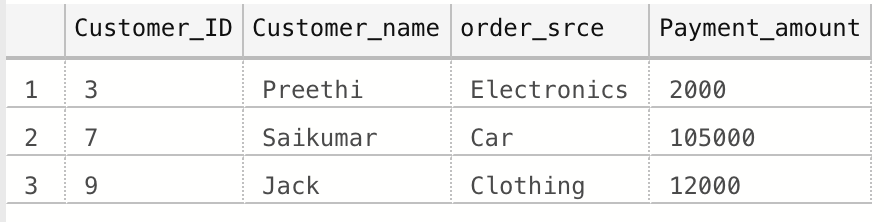 Customer_ID Customer_name order_srce Payment_amount
1 3 Preethi Electronics 2000
2 7 Saikumar Car 105000
3 9 Jack Clothing 12000